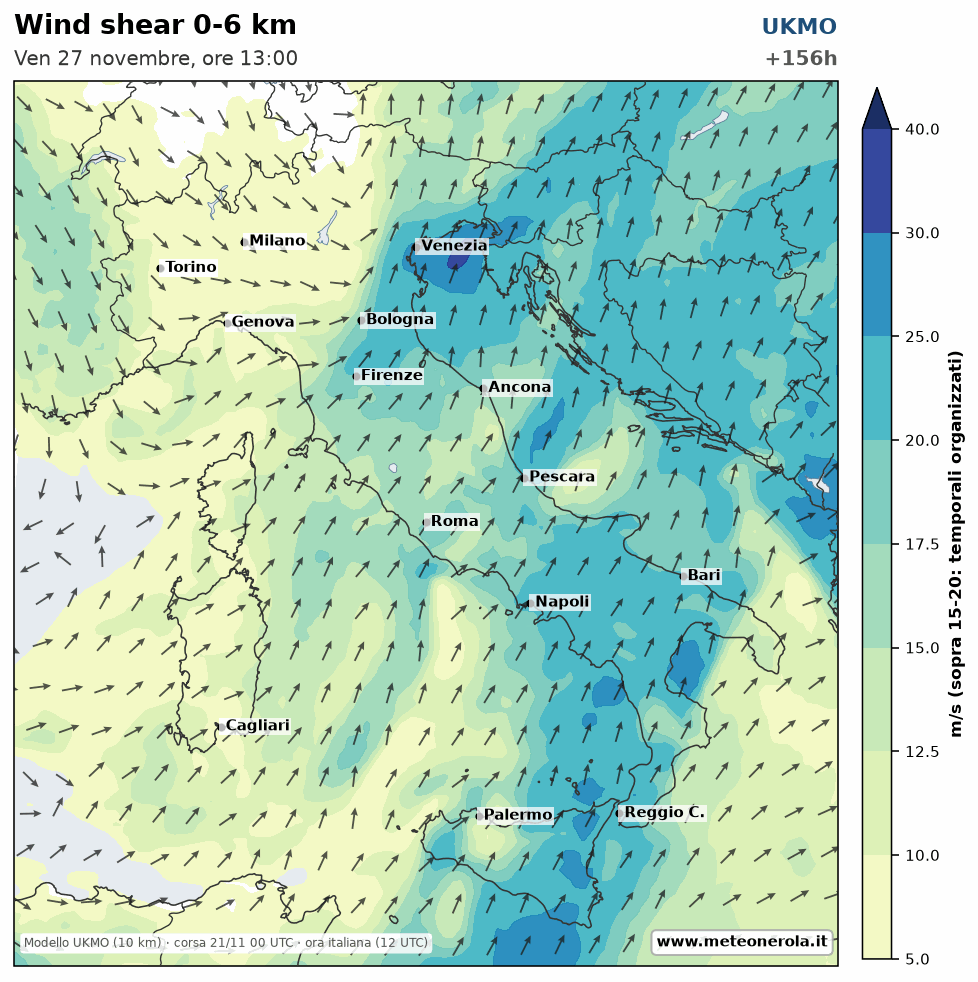 Wind shear 0-6 km
UKMO
Ven 27 novembre, ore 13:00
+156h
Venezia
Milano
Torino
Bologna
Genova
Firenze
Ancona
Pescara
Roma
Bari
Napoli
Cagliari
Palermo
Reggio C.
40.0
30.0
25.0
20.0
17.5
15.0
12.5
10.0
5.0
m/s (sopra 15-20: temporali organizzati)
Modello UKMO (10 km) · corsa 21/11 00 UTC · ora italiana (12 UTC)
www.meteonerola.it